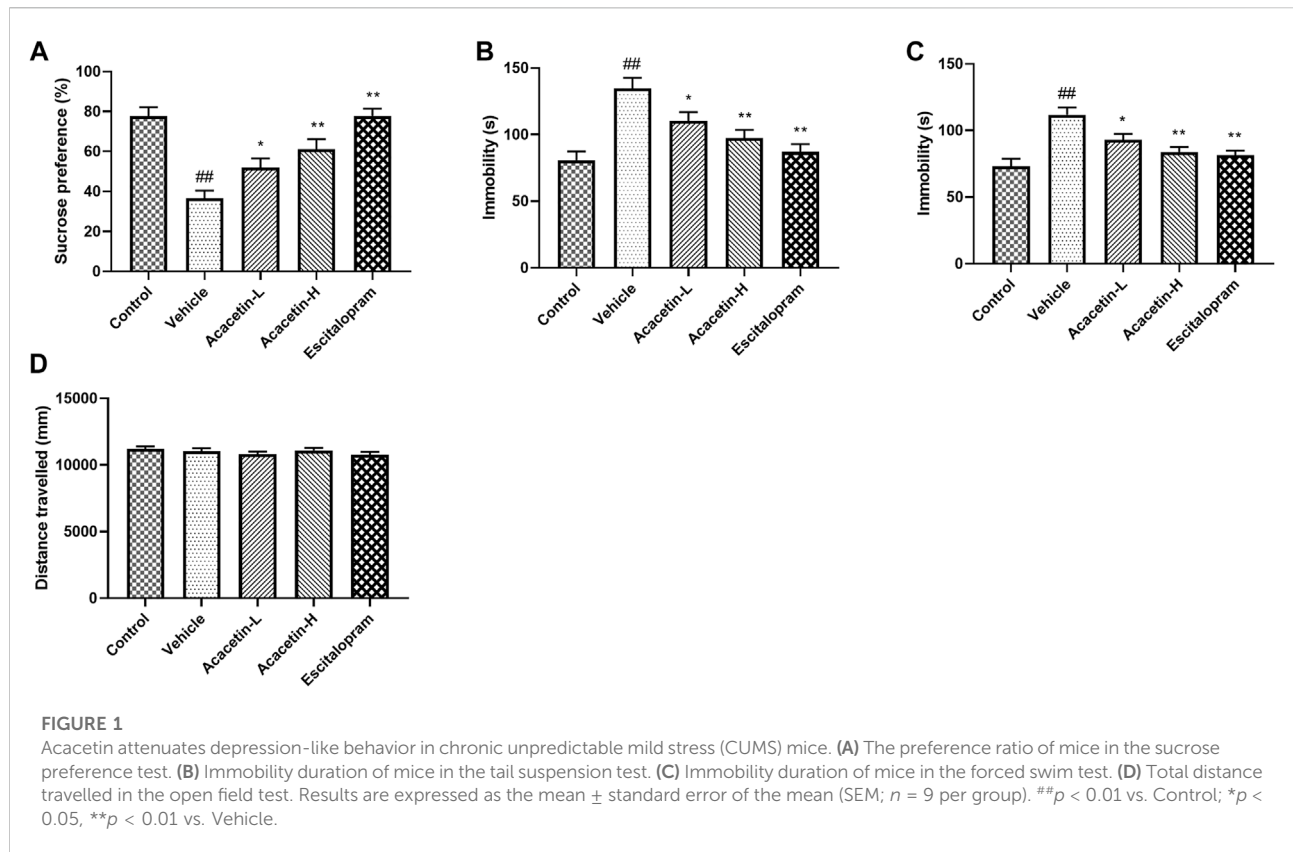 A
Sucrose preference (%)
100
80
60
40
20
0
##
*
**
**
Control
Vehicle
Acacetin-L
Acacetin-H
Escitalopram
B
Immobility (s)
150
100
50
0
##
*
**
**
Control
Vehicle
Acacetin-L
Acacetin-H
Escitalopram
C
Immobility (s)
150
100
50
0
##
*
**
**
Control
Vehicle
Acacetin-L
Acacetin-H
Escitalopram
D
Distance travelled (mm)
15000
10000
5000
0
Control
Vehicle
Acacetin-L
Acacetin-H
Escitalopram
FIGURE 1
Acacetin attenuates depression-like behavior in chronic unpredictable mild stress (CUMS) mice. (A) The preference ratio of mice in the sucrose
preference test. (B) Immobility duration of mice in the tail suspension test. (C) Immobility duration of mice in the forced swim test. (D) Total distance
travelled in the open field test. Results are expressed as the mean ± standard error of the mean (SEM; n = 9 per group). ##p < 0.01 vs. Control; *p <
0.05, **p < 0.01 vs. Vehicle.